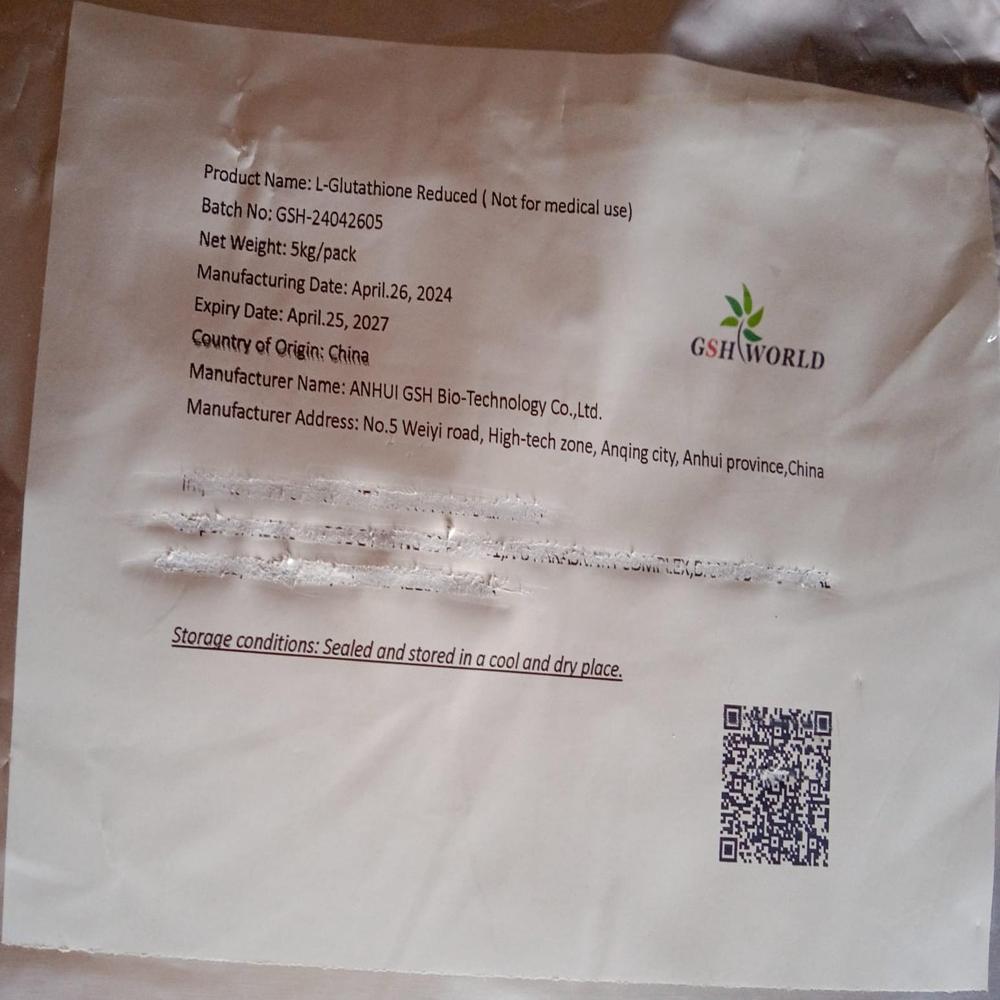 Product Name: L-Glutathione Reduced ( Not for medical use)
Batch No: GSH-24042605
Net Weight: 5kg/pack
Manufacturing Date: April.26, 2024
Expiry Date: April.25, 2027
Country of Origin: China
Manufacturer Name: ANHUI GSH Bio-Technology Co.,Ltd.
Manufacturer Address: No.5 Weiyi road, High-tech zone, Anqing city, Anhui province,China
GSH WORLD
COMPLEX,
Storage conditions: Sealed and stored in a cool and dry place.